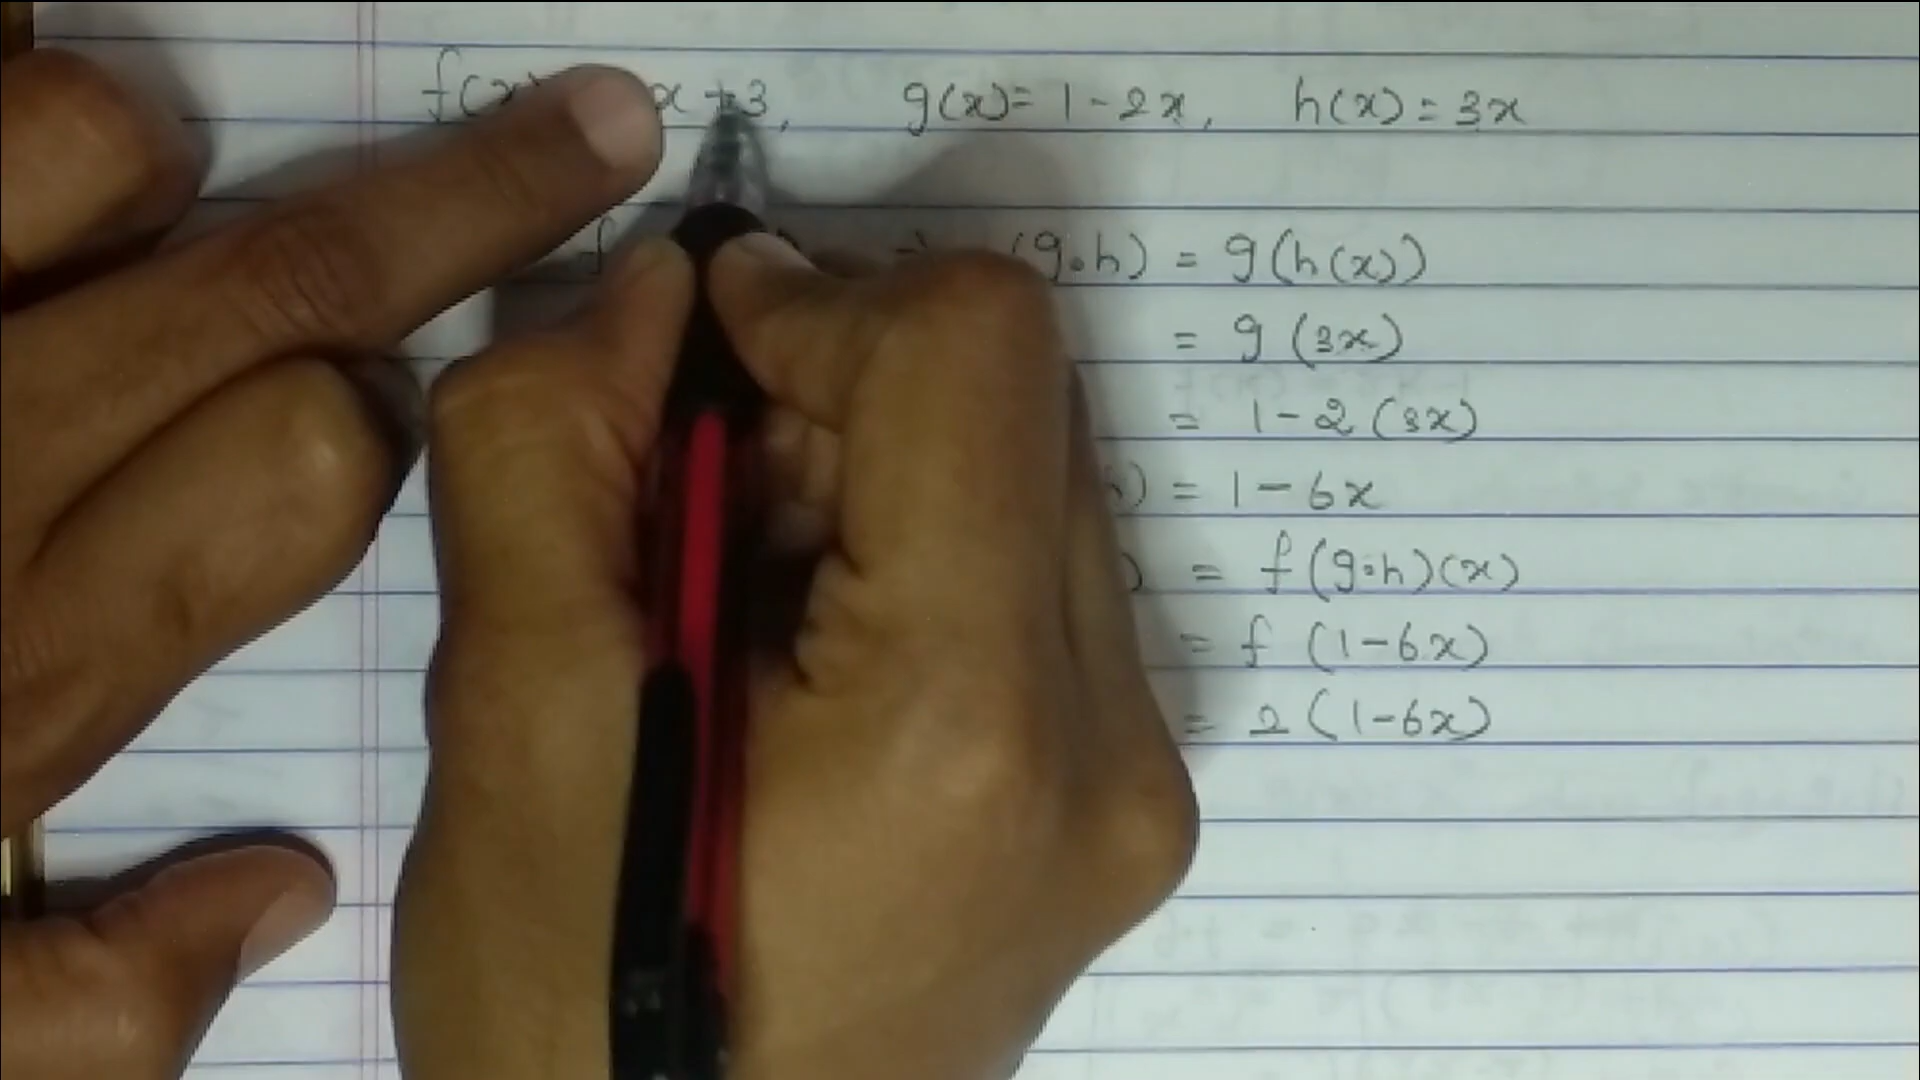 f(x) x + 3, g(x) = 1 - 2x, h(x) = 3x
f (g∘h) = g(h(x))
= g (3x)
= 1 - 2 (3x)
) = 1 - 6x
) = f(g∘h)(x)
= f (1-6x)
= 2 (1-6x)